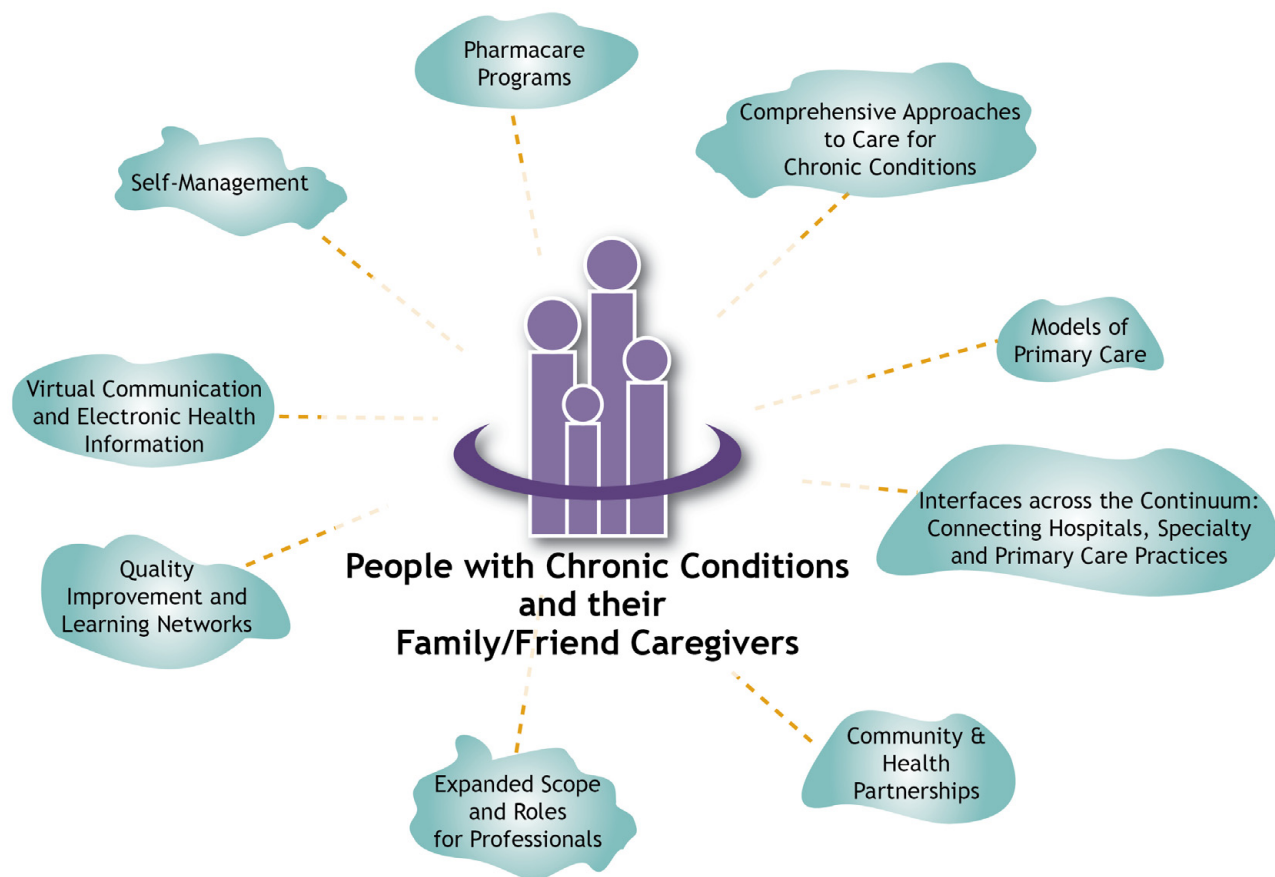 Pharmacare
Programs
Comprehensive Approaches
to Care for
Chronic Conditions
Self-Management
Models of
Primary Care
Virtual Communication
and Electronic Health
Information
Interfaces across the Continuum:
Connecting Hospitals, Specialty
and Primary Care Practices
Quality
Improvement and
Learning Networks
People with Chronic Conditions
and their
Family/Friend Caregivers
Community &
Health
Partnerships
Expanded Scope
and Roles
for Professionals